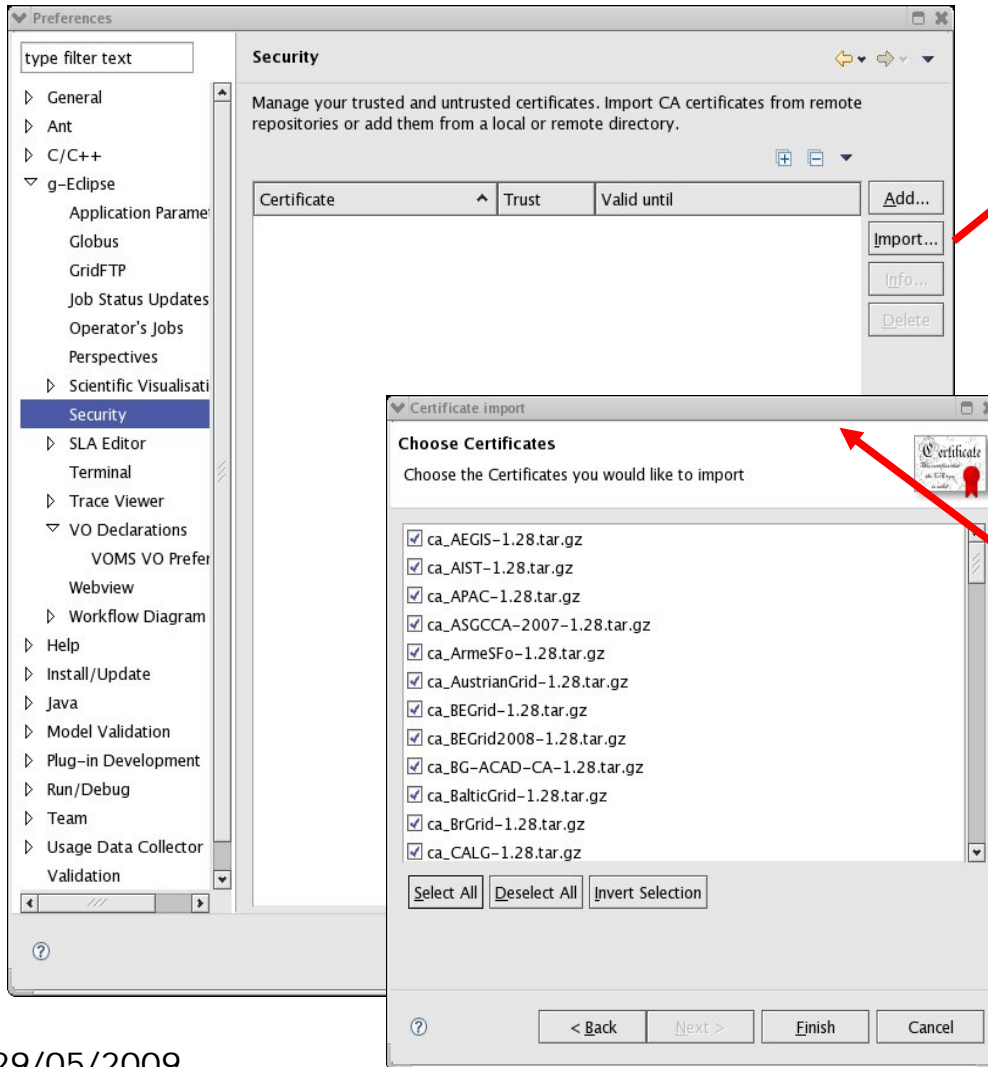 Preferences
type filter text
General
Ant
C/C++
g-Eclipse
Application Paramet
Globus
GridFTP
Job Status Updates
Operator's Jobs
Perspectives
Scientific Visualisati
Security
SLA Editor
Terminal
Trace Viewer
VO Declarations
VOMS VO Prefer
Webview
Workflow Diagram
Help
Install/Update
Java
Model Validation
Plug-in Development
Run/Debug
Team
Usage Data Collector
Validation
Security
Manage your trusted and untrusted certificates. Import CA certificates from remote
repositories or add them from a local or remote directory.
Certificate Trust Valid until
Add...
Import...
Info...
Delete
Certificate import
Choose Certificates
Choose the Certificates you would like to import
Certificate
ca_AEGIS-1.28.tar.gz
ca_AIST-1.28.tar.gz
ca_APAC-1.28.tar.gz
ca_ASGCCA-2007-1.28.tar.gz
ca_ArmeSFo-1.28.tar.gz
ca_AustrianGrid-1.28.tar.gz
ca_BEGrid-1.28.tar.gz
ca_BEGrid2008-1.28.tar.gz
ca_BG-ACAD-CA-1.28.tar.gz
ca_BalticGrid-1.28.tar.gz
ca_BrGrid-1.28.tar.gz
ca_CALG-1.28.tar.gz
Select All Deselect All Invert Selection
< Back Next > Finish Cancel
29/05/2009